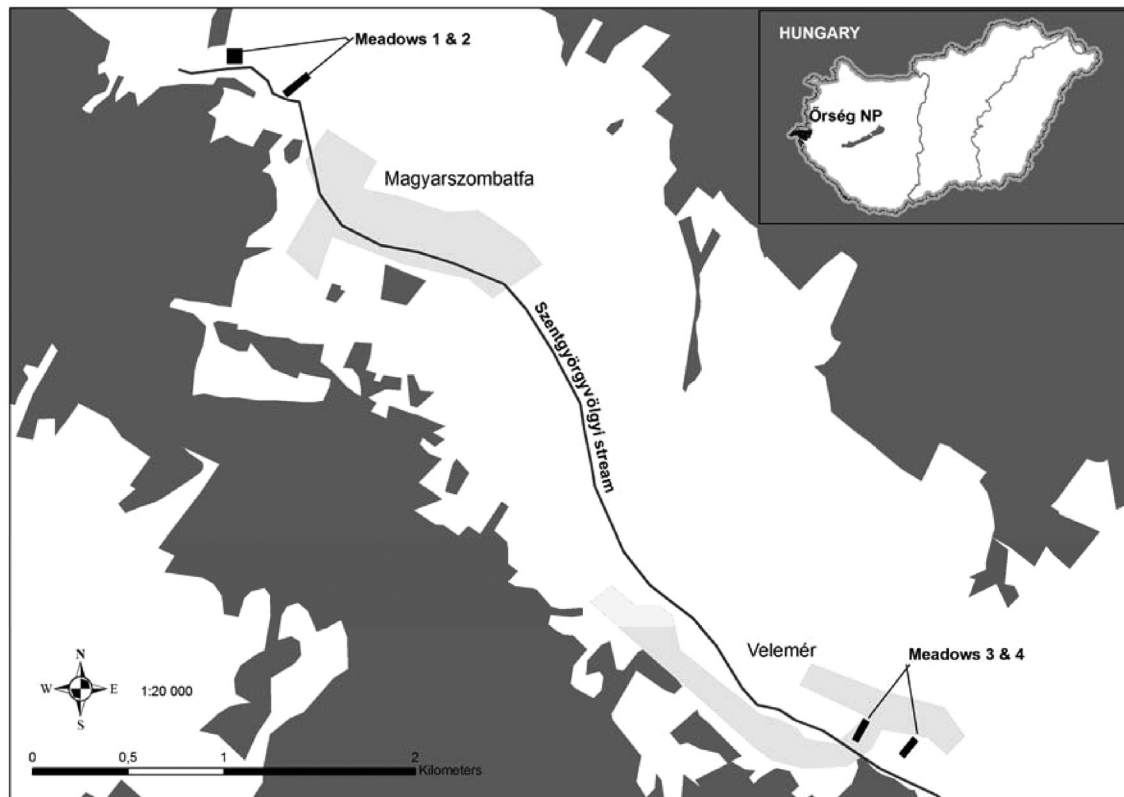 Meadows 1 & 2
HUNGARY
Őrség NP
Magyarszombatfa
Szentgyörgyvölgyi stream
Velemér
Meadows 3 & 4
N
W E
S
1:20 000
0 0,5 1 2
Kilometers